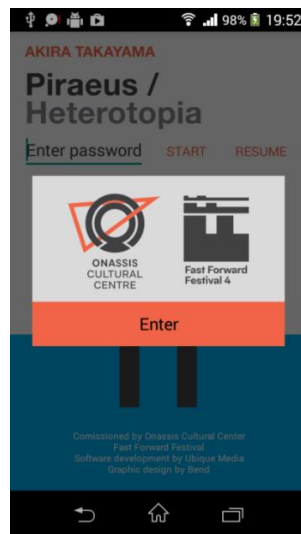 98% 19:52
AKIRA TAKAYAMA
Piraeus /
Heterotopia
Enter password START RESUME
ONASSIS
CULTURAL
CENTRE
Fast Forward
Festival 4
Enter
Comissioned by Onassis Cultural Center
Fast Forward Festival
Software development by Ubique Media
Graphic design by Bend